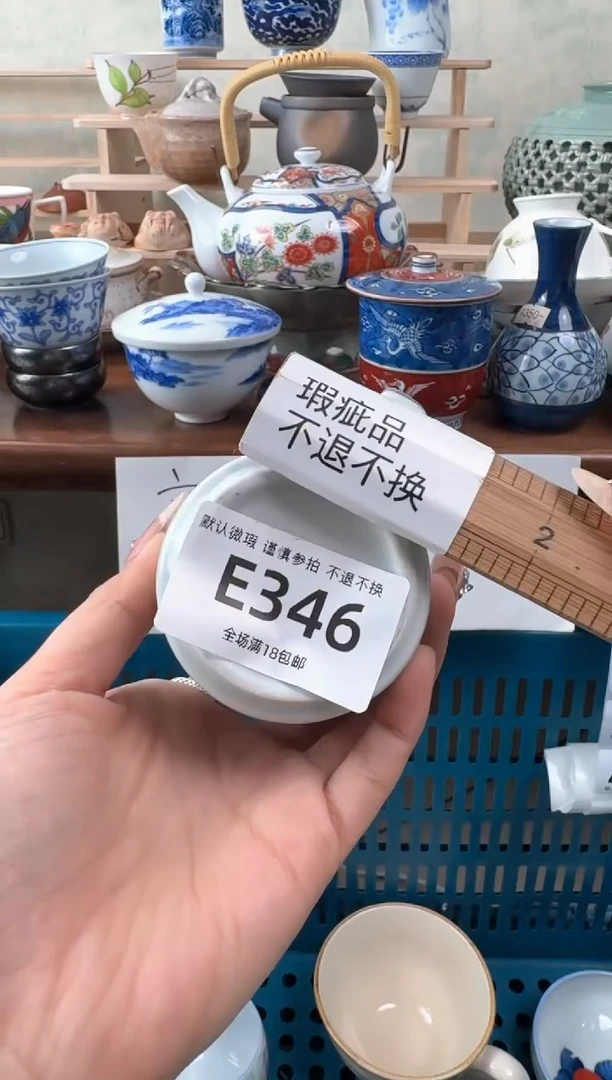 1350-
瑕疵品
不退不换
2
默认微瑕 谨慎参拍 不退不换
E346
全场满18包邮